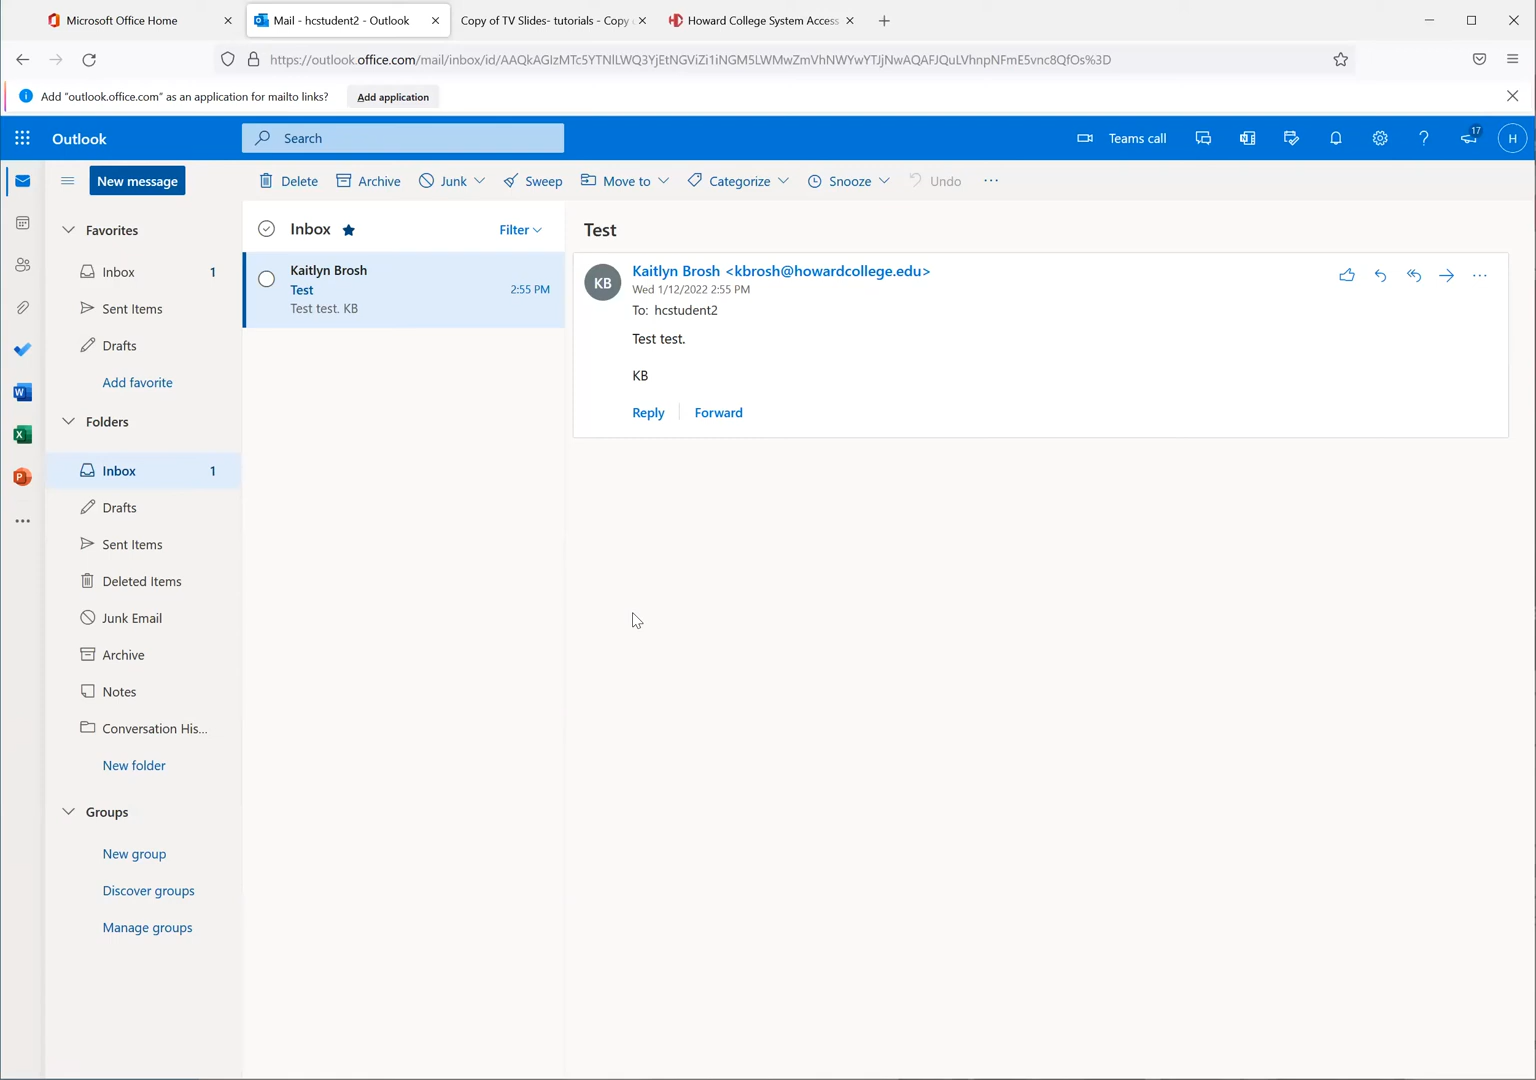 Microsoft Office Home
Mail - hcstudent2 - Outlook
Copy of TV Slides- tutorials - Copy
Howard College System Access
https://outlook.office.com/mail/inbox/id/AAQkAGIzMTc5YTNlLWQ3YjEtNGViZi1iNGM5LWMwZmVhNWYwYTJjNwAQAFJQuLVhnpNFmE5vnc8QfOs%3D
Add "outlook.office.com" as an application for mailto links?
Add application
Outlook
Search
Teams call
17
H
New message
Delete
Archive
Junk
Sweep
Move to
Categorize
Snooze
Undo
Favorites
Inbox 1
Sent Items
Drafts
Add favorite
Folders
Inbox 1
Drafts
Sent Items
Deleted Items
Junk Email
Archive
Notes
Conversation His...
New folder
Groups
New group
Discover groups
Manage groups
Inbox
Filter
Kaitlyn Brosh
Test 2:55 PM
Test test. KB
Test
KB
Kaitlyn Brosh <kbrosh@howardcollege.edu>
Wed 1/12/2022 2:55 PM
To: hcstudent2
Test test.
KB
Reply
Forward
W
X
P